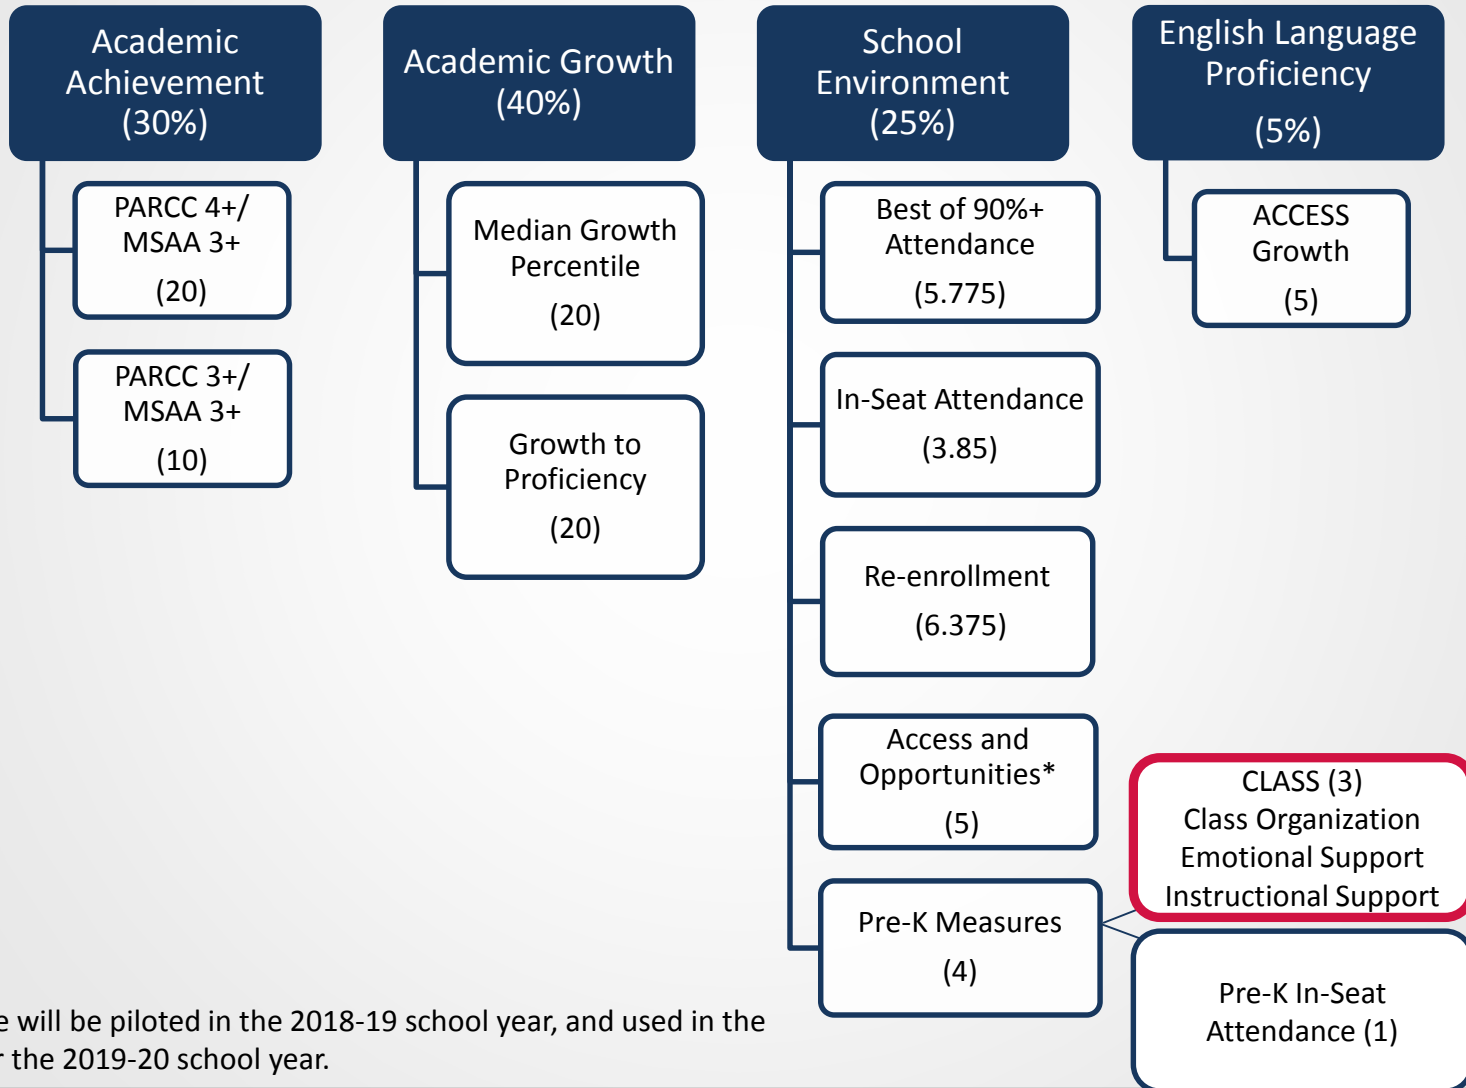 Academic
Achievement
(30%)
PARCC 4+/
MSAA 3+
(20)
PARCC 3+/
MSAA 3+
(10)
Academic Growth
(40%)
Median Growth
Percentile
(20)
Growth to
Proficiency
(20)
School
Environment
(25%)
Best of 90%+
Attendance
(5.775)
In-Seat Attendance
(3.85)
Re-enrollment
(6.375)
Access and
Opportunities*
(5)
Pre-K Measures
(4)
CLASS (3)
Class Organization
Emotional Support
Instructional Support
Pre-K In-Seat
Attendance (1)
English Language
Proficiency
(5%)
ACCESS
Growth
(5)
will be piloted in the 2018-19 school year, and used in the
the 2019-20 school year.